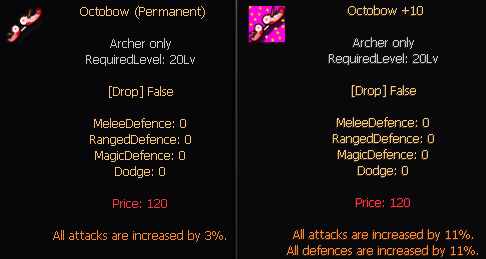 Octobow (Permanent)
Archer only
RequiredLevel: 20Lv
[Drop] False
MeleeDefence: 0
RangedDefence: 0
MagicDefence: 0
Dodge: 0
Price: 120
All attacks are increased by 3%.
Octobow +10
Archer only
RequiredLevel: 20Lv
[Drop] False
MeleeDefence: 0
RangedDefence: 0
MagicDefence: 0
Dodge: 0
Price: 120
All attacks are increased by 11%.
All defences are increased by 11%.